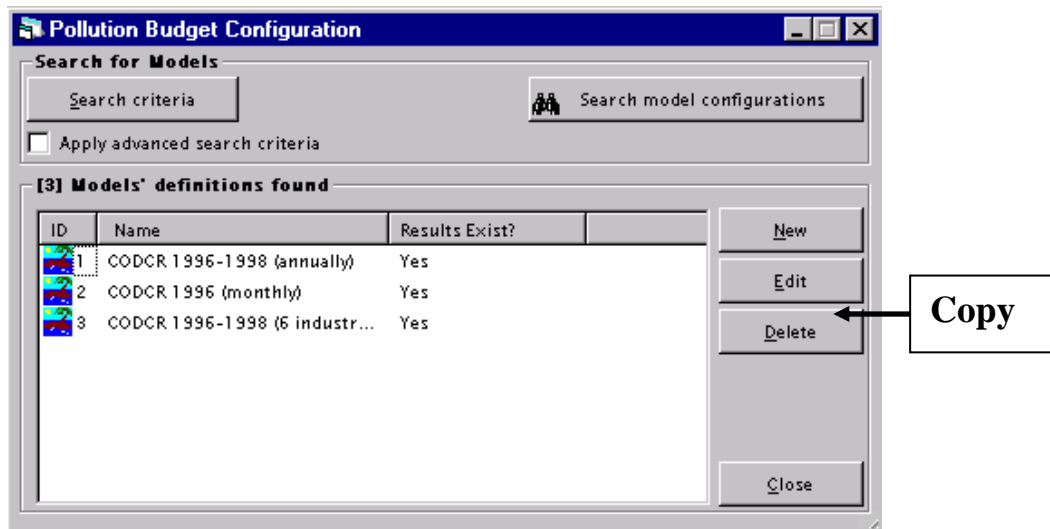 Pollution Budget Configuration
Search for Models
Search criteria
Search model configurations
Apply advanced search criteria
[3] Models' definitions found
ID Name Results Exist?
1 CODCR 1996-1998 (annually) Yes
2 CODCR 1996 (monthly) Yes
3 CODCR 1996-1998 (6 industr... Yes
New
Edit
Delete
Copy
Close